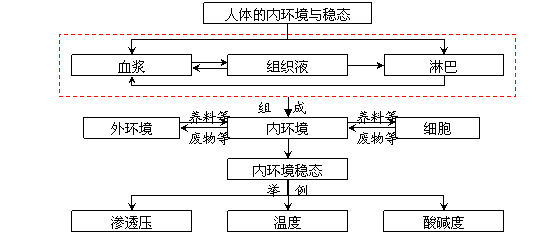 人体的内环境与稳态
血浆 组织液 淋巴
组 成
养料等 养料等
外环境 内环境 细胞
废物等 废物等
内环境稳态
举 例
渗透压 温度 酸碱度